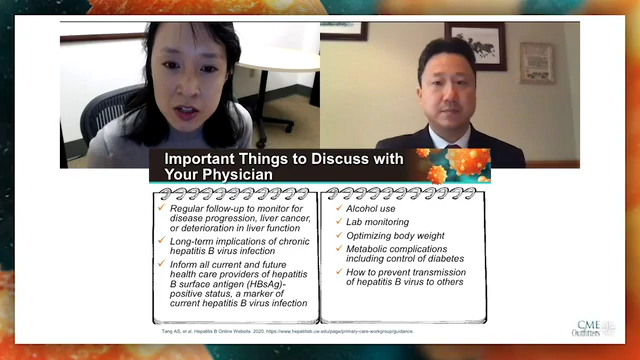 Important Things to Discuss with
Your Physician
Regular follow-up to monitor for
disease progression, liver cancer,
or deterioration in liver function
Long-term implications of chronic
hepatitis B virus infection
Inform all current and future
health care providers of hepatitis
B surface antigen (HBsAg)-
positive status, a marker of
current hepatitis B virus infection
Alcohol use
Lab monitoring
Optimizing body weight
Metabolic complications
including control of diabetes
How to prevent transmission
of hepatitis B virus to others
Tang AS, et al. Hepatitis B Online Website. 2020. https://www.hepatitisb.uw.edu/page/primary-care-workgroup/guidance.
CME
Outfitters